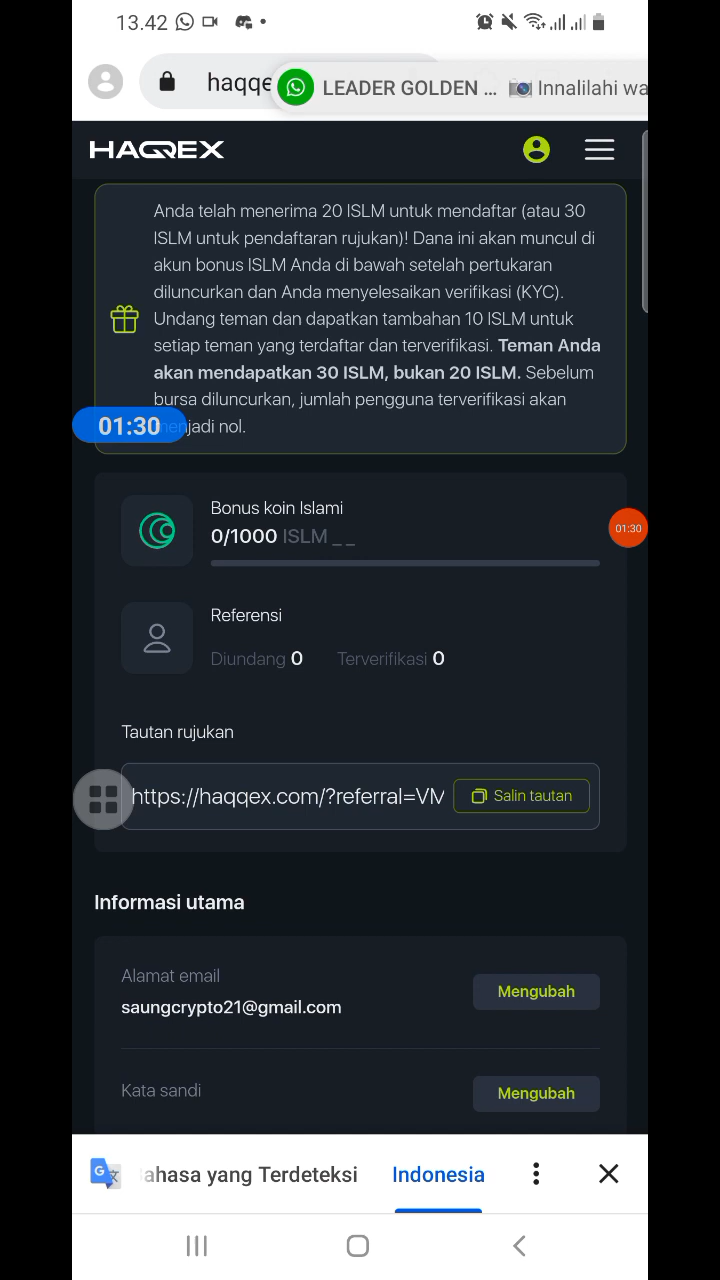 13.42
haqqe
LEADER GOLDEN ... Innalilahi wa
HAQQEX
Anda telah menerima 20 ISLM untuk mendaftar (atau 30
ISLM untuk pendaftaran rujukan)! Dana ini akan muncul di
akun bonus ISLM Anda di bawah setelah pertukaran
diluncurkan dan Anda menyelesaikan verifikasi (KYC).
Undang teman dan dapatkan tambahan 10 ISLM untuk
setiap teman yang terdaftar dan terverifikasi. Teman Anda
akan mendapatkan 30 ISLM, bukan 20 ISLM. Sebelum
bursa diluncurkan, jumlah pengguna terverifikasi akan
menjadi nol.
01:30
Bonus koin Islami
0/1000 ISLM _ _
01:30
Referensi
Diundang 0 Terverifikasi 0
Tautan rujukan
https://haqqex.com/?referral=VM
Salin tautan
Informasi utama
Alamat email
saungcrypto21@gmail.com
Mengubah
Kata sandi
Mengubah
ahasa yang Terdeteksi Indonesia